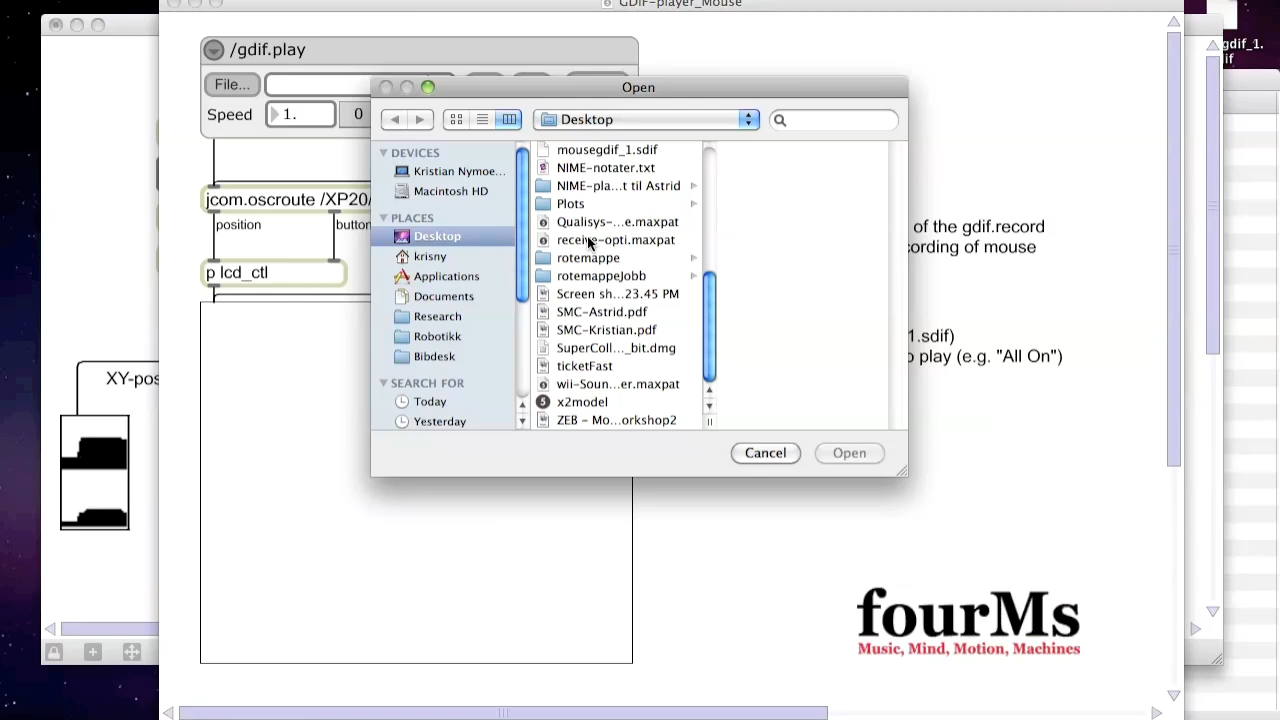 GDIF-player_Mouse
/gdif.play
File...
Speed
1.
0
jcom.oscroute /XP20/
position
button
p lcd_ctl
XY-pos
Open
Desktop
DEVICES
Kristian Nymoe...
Macintosh HD
PLACES
Desktop
krisny
Applications
Documents
Research
Robotikk
Bibdesk
SEARCH FOR
Today
Yesterday
mousegdif_1.sdif
NIME-notater.txt
NIME-pla...t til Astrid
Plots
Qualisys-...e.maxpat
receive-opti.maxpat
rotemappe
rotemappeJobb
Screen sh...23.45 PM
SMC-Astrid.pdf
SMC-Kristian.pdf
SuperColl..._bit.dmg
ticketFast
wii-Soun...er.maxpat
x2model
ZEB – Mo...orkshop2
Cancel
Open
of the gdif.record
cording of mouse
1.sdif)
o play (e.g. "All On")
gdif_1.
if
fourMs
Music, Mind, Motion, Machines